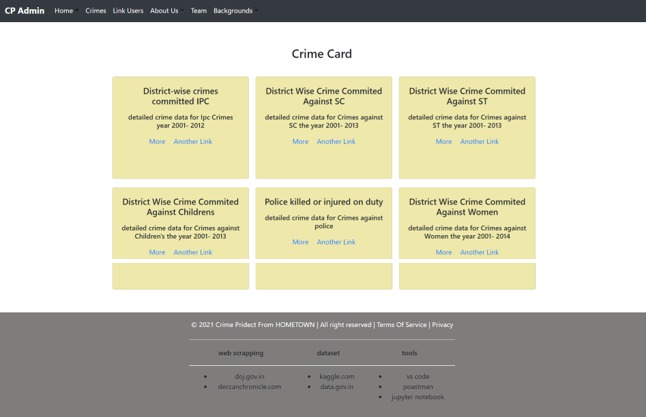 CP Admin Home Crimes Link Users About Us Team Backgrounds
Crime Card
District-wise crimes
committed IPC
detailed crime data for Ipc Crimes
year 2001- 2012
More Another Link
District Wise Crime Commited
Against SC
detailed crime data for Crimes against
SC the year 2001- 2013
More Another Link
District Wise Crime Commited
Against ST
detailed crime data for Crimes against
ST the year 2001- 2013
More Another Link
District Wise Crime Commited
Against Childrens
detailed crime data for Crimes against
Children's the year 2001- 2013
More Another Link
Police killed or injured on duty
detailed crime data for Crimes against
police
More Another Link
District Wise Crime Commited
Against Women
detailed crime data for Crimes against
Women the year 2001- 2014
More Another Link
© 2021 Crime Pridect From HOMETOWN | All right reserved | Terms Of Service | Privacy
web scrapping dataset tools
doj.gov.in
deccanchronicle.com
kaggle.com
data.gov.in
vs code
poastman
jupyter notebook